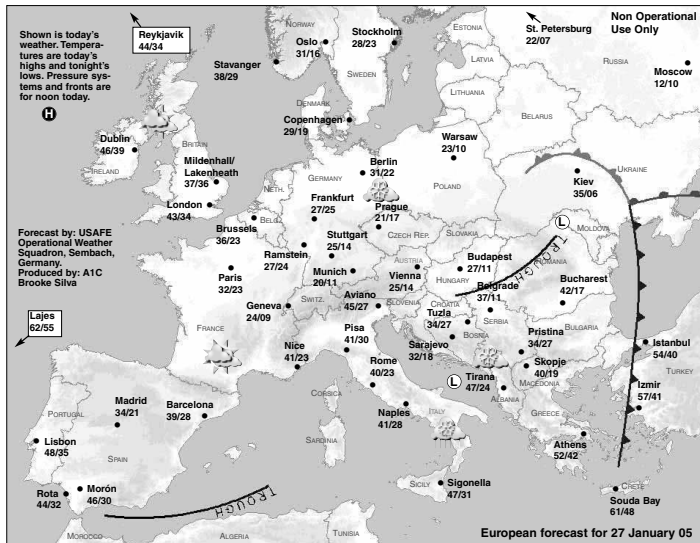 Shown is today's
weather. Tempera-
tures are today's
highs and tonight's
lows. Pressure sys-
tems and fronts are
for noon today.
H
Reykjavik
44/34
NORWAY
Oslo
31/16
Stockholm
28/23
Stavanger
38/29
SWEDEN
ESTONIA
LATVIA
LITHUANIA
St. Petersburg
22/07
Non Operational
Use Only
RUSSIA
Moscow
12/10
BELARUS
DENMARK
Copenhagen
29/19
Dublin
46/39
IRELAND
BRITAIN
Mildenhall/
Lakenheath
37/36
London
43/34
NETH.
GERMANY
Berlin
31/22
Warsaw
23/10
POLAND
UKRAINE
Kiev
35/06
Frankfurt
27/25
Prague
21/17
BELG.
Brussels
36/23
Stuttgart
25/14
CZECH REP.
SLOVAKIA
L
MOLDOVA
Forecast by: USAFE
Operational Weather
Squadron, Sembach,
Germany.
Produced by: A1C
Brooke Silva
Ramstein
27/24
Paris
32/23
Munich
20/11
AUSTRIA
Vienna
25/14
Budapest
27/11
HUNGARY
TROUGH
ROMANIA
Bucharest
42/17
Geneva
24/09
SWITZ.
Aviano
45/27
SLOVENIA
CROATIA
Belgrade
37/11
Tuzla
34/27
SERBIA
BOSNIA
Lajes
62/55
FRANCE
Pisa
41/30
Nice
41/23
Sarajevo
32/18
Pristina
34/27
BULGARIA
Istanbul
54/40
Rome
40/23
L
Tirana
47/24
Skopje
40/19
MACEDONIA
TURKEY
Izmir
57/41
ALBANIA
PORTUGAL
Madrid
34/21
Barcelona
39/28
CORSICA
Naples
41/28
ITALY
GREECE
Athens
52/42
Lisbon
48/35
SPAIN
SARDINIA
Rota
44/32
Morón
46/30
TROUGH
SICILY
Sigonella
47/31
CRETE
Souda Bay
61/48
MOROCCO
ALGERIA
TUNISIA
European forecast for 27 January 05